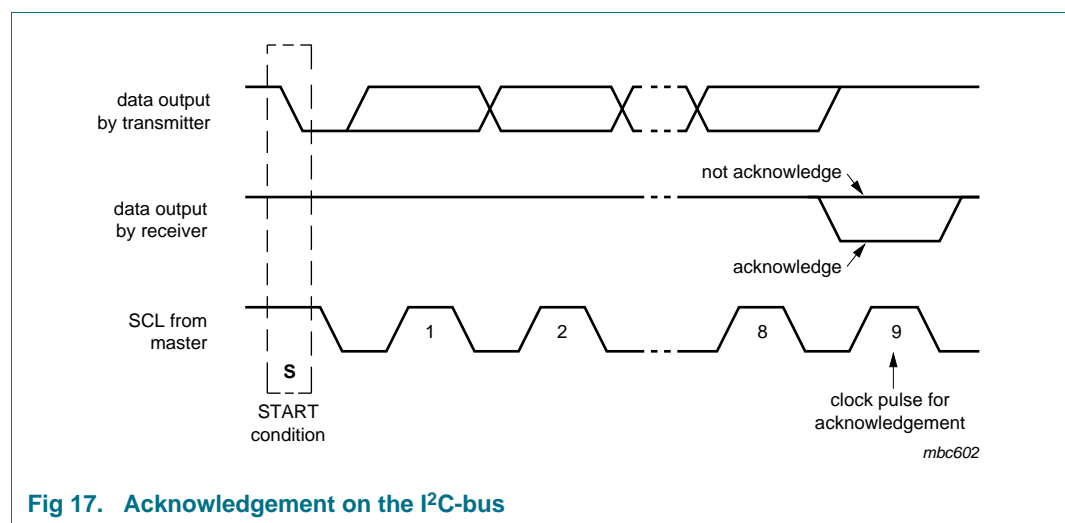 data output
by transmitter
not acknowledge
data output
by receiver
acknowledge
SCL from
master
1
2
8
9
S
START
condition
clock pulse for
acknowledgement
mbc602
Fig 17. Acknowledgement on the I²C-bus